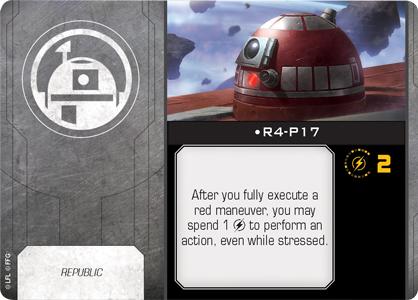 •R4-P17
2
After you fully execute a
red maneuver, you may
spend 1 to perform an
action, even while stressed.
REPUBLIC
© LFL © FFG